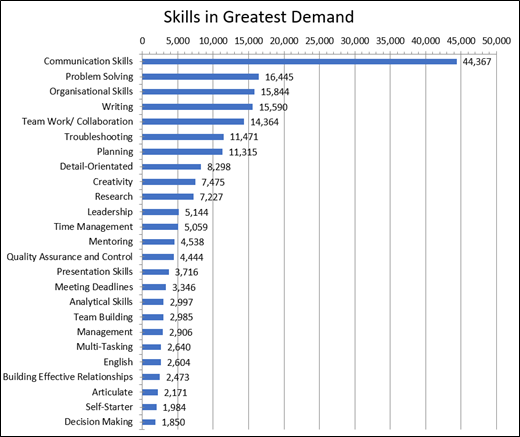 Skills in Greatest Demand
0 5,000 10,000 15,000 20,000 25,000 30,000 35,000 40,000 45,000 50,000
Communication Skills 44,367
Problem Solving 16,445
Organisational Skills 15,844
Writing 15,590
Team Work/ Collaboration 14,364
Troubleshooting 11,471
Planning 11,315
Detail-Orientated 8,298
Creativity 7,475
Research 7,227
Leadership 5,144
Time Management 5,059
Mentoring 4,538
Quality Assurance and Control 4,444
Presentation Skills 3,716
Meeting Deadlines 3,346
Analytical Skills 2,997
Team Building 2,985
Management 2,906
Multi-Tasking 2,640
English 2,604
Building Effective Relationships 2,473
Articulate 2,171
Self-Starter 1,984
Decision Making 1,850